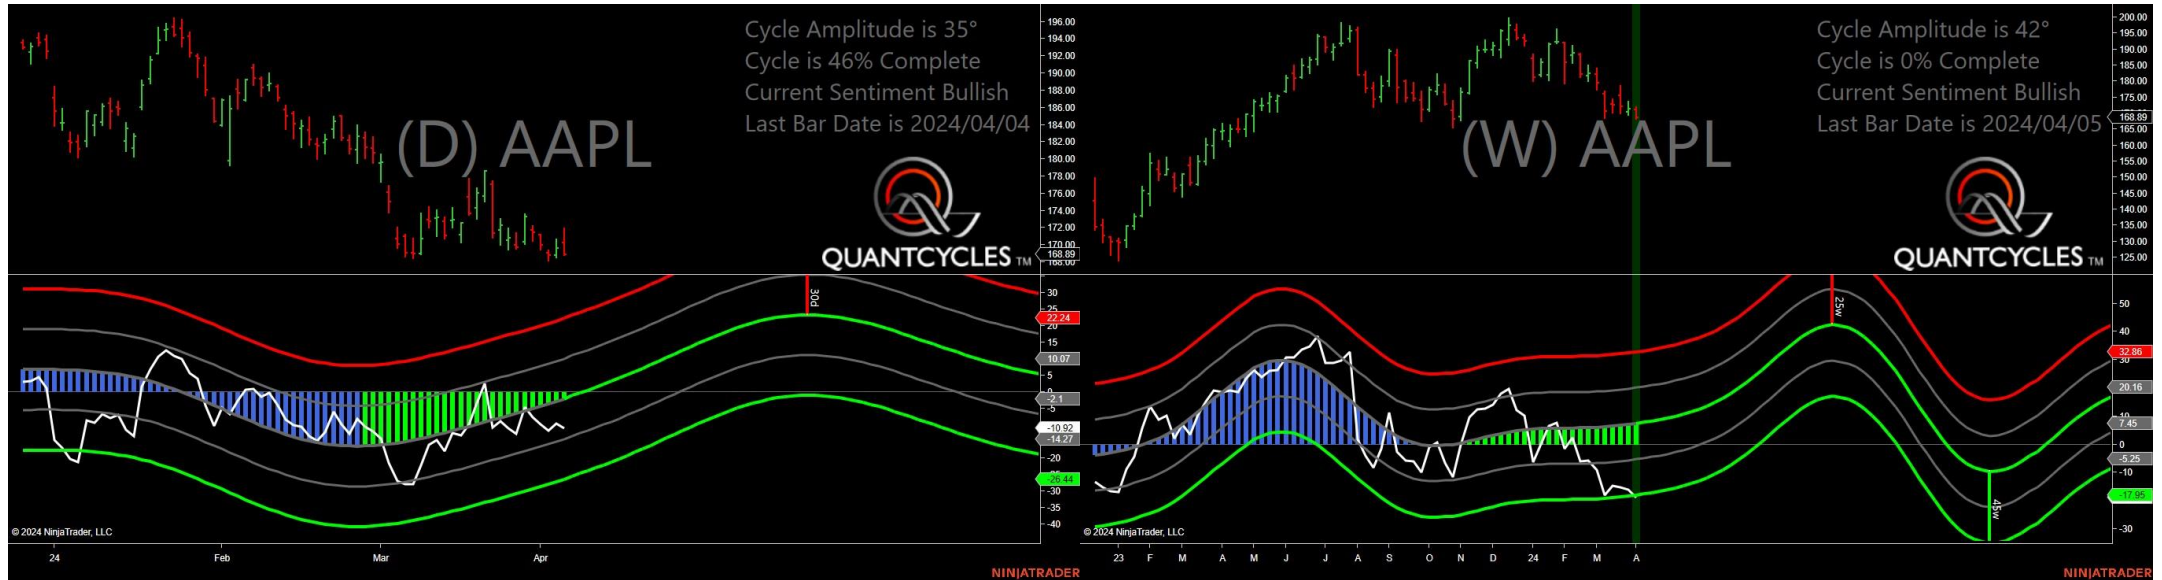 Cycle Amplitude is 35°
Cycle is 46% Complete
Current Sentiment Bullish
Last Bar Date is 2024/04/04
(D) AAPL
QUANTCYCLES TM
196.00
194.00
192.00
190.00
188.00
186.00
184.00
182.00
180.00
178.00
176.00
174.00
172.00
170.00
168.89
168.00
30d
30
25
22.24
20
15
10.07
5
0
-2.1
-5
-10.92
-14.27
-20
-26.44
-30
-35
-40
© 2024 NinjaTrader, LLC
24 Feb Mar Apr
NINJATRADER
Cycle Amplitude is 42°
Cycle is 0% Complete
Current Sentiment Bullish
Last Bar Date is 2024/04/05
(W) AAPL
QUANTCYCLES TM
200.00
195.00
190.00
185.00
180.00
175.00
168.89
165.00
160.00
155.00
150.00
145.00
140.00
135.00
130.00
125.00
25w
45w
50
40
32.86
30
20.16
10
7.45
0
-5.25
-10
-17.95
-30
© 2024 NinjaTrader, LLC
23 F M A M J J A S O N D 24 F M A
NINJATRADER